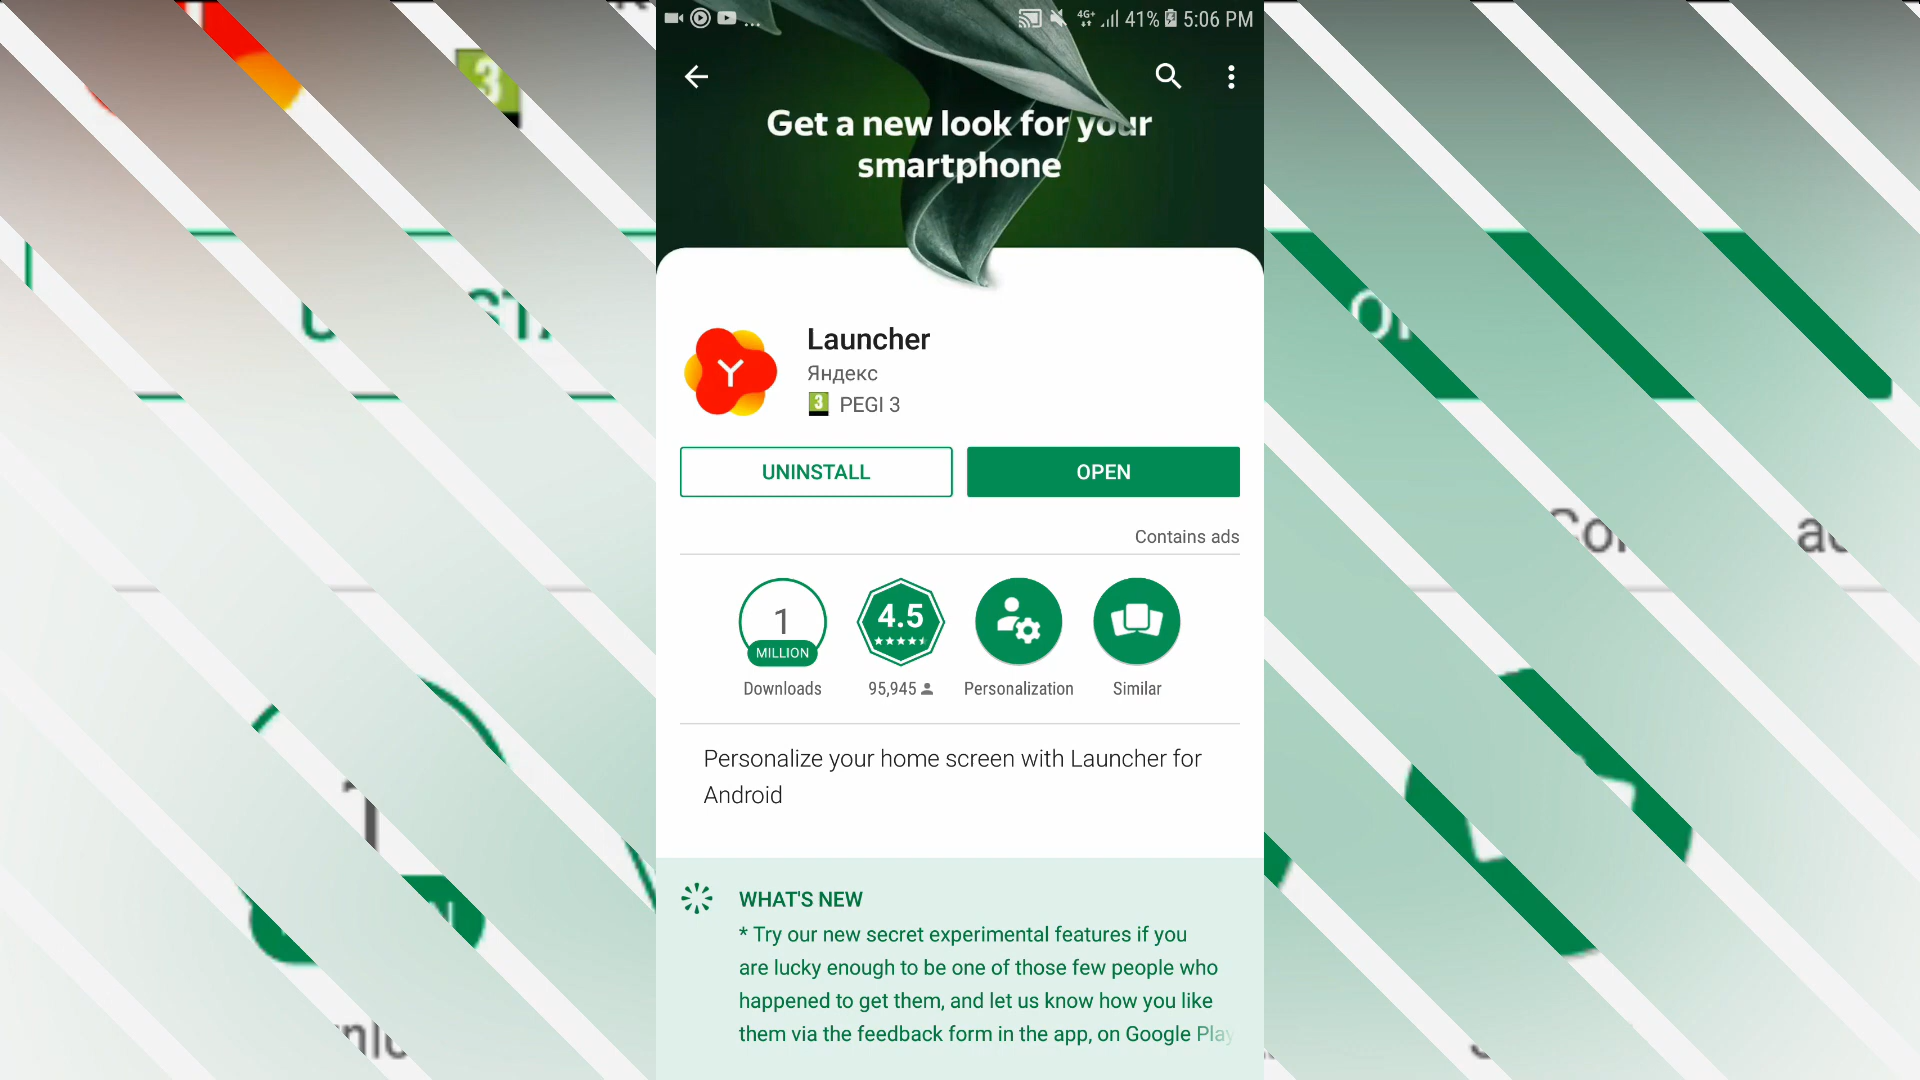 ... 4G+ 41% 5:06 PM
Get a new look for your
smartphone
Y
Launcher
Яндекс
3 PEGI 3
UNINSTALL OPEN
Contains ads
1
MILLION
4.5
Downloads 95,945 Personalization Similar
Personalize your home screen with Launcher for
Android
WHAT'S NEW
* Try our new secret experimental features if you
are lucky enough to be one of those few people who
happened to get them, and let us know how you like
them via the feedback form in the app, on Google Play